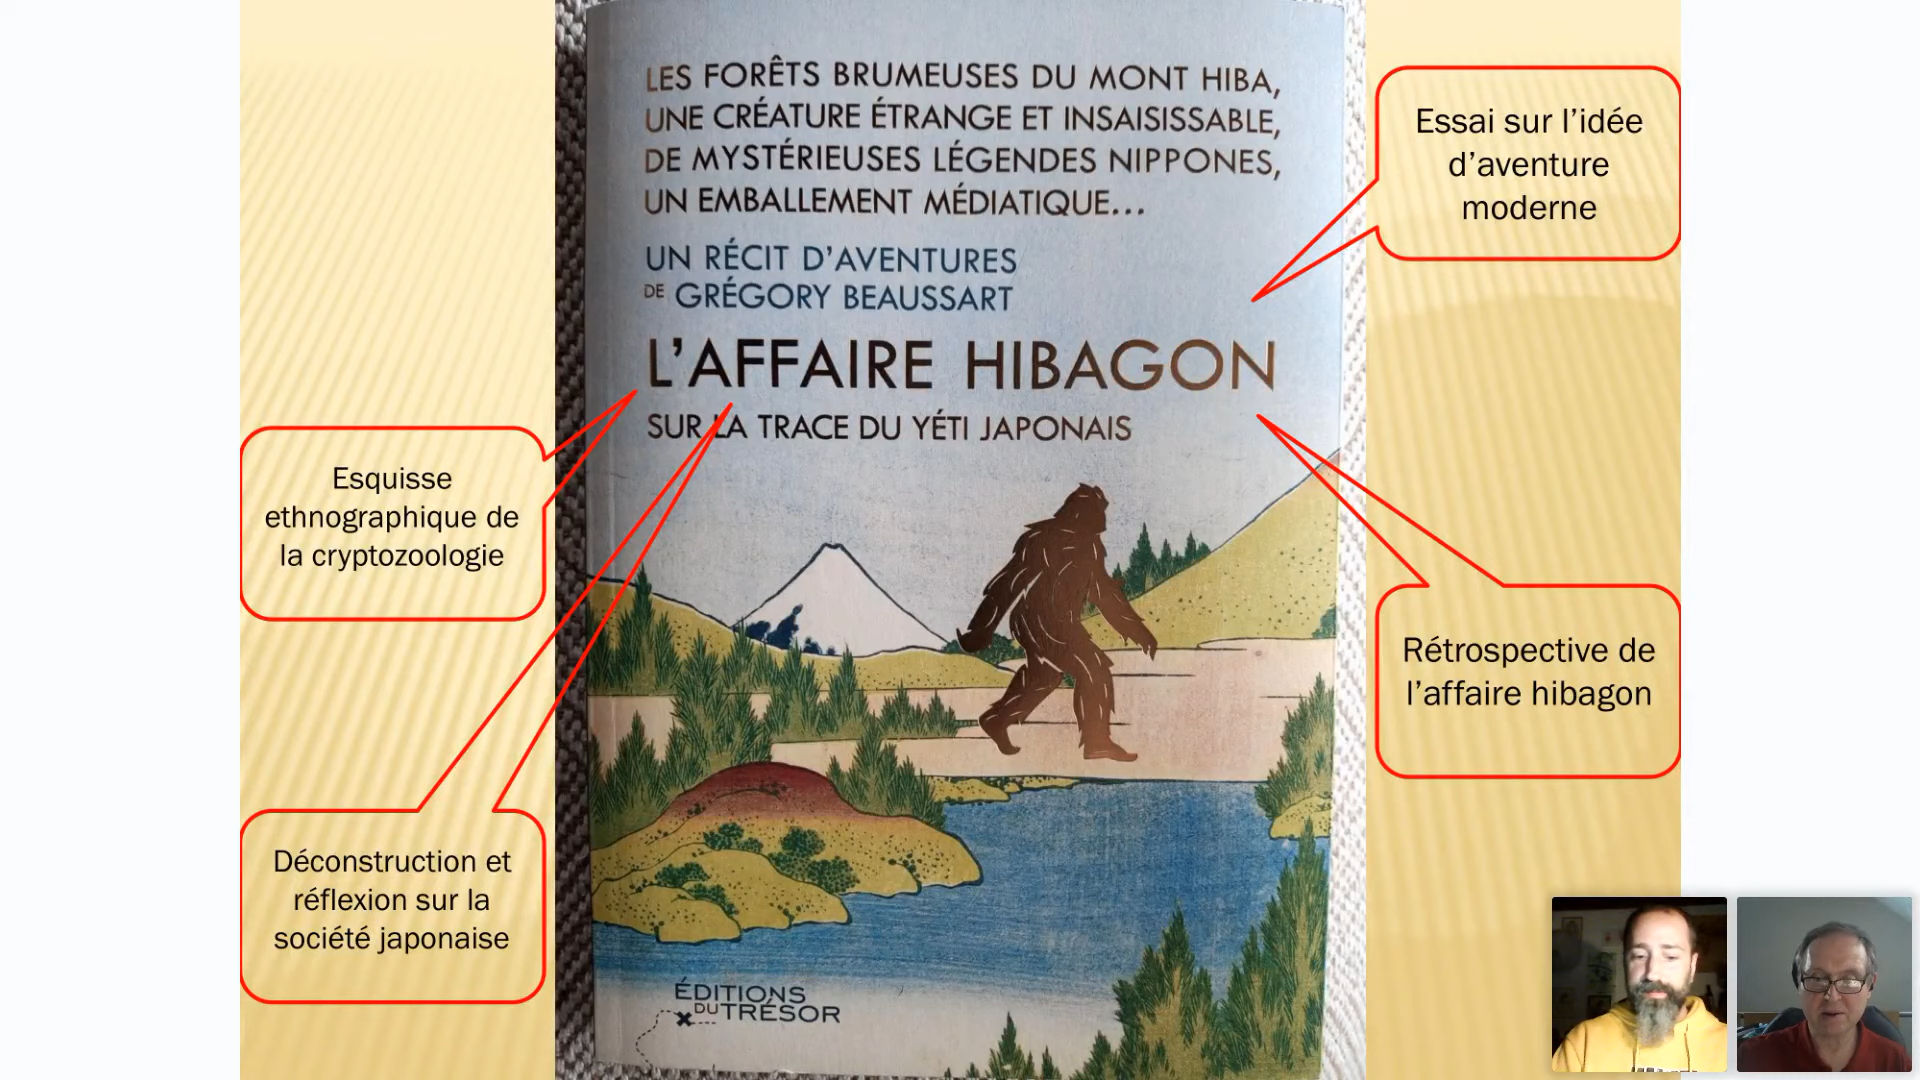 LES FORÊTS BRUMEUSES DU MONT HIBA,
UNE CRÉATURE ÉTRANGE ET INSAISISSABLE,
DE MYSTÉRIEUSES LÉGENDES NIPPONES,
UN EMBALLEMENT MÉDIATIQUE...
UN RÉCIT D'AVENTURES
DE GRÉGORY BEAUSSART
L'AFFAIRE HIBAGON
SUR LA TRACE DU YÉTI JAPONAIS
ÉDITIONS
DU TRÉSOR
Essai sur l’idée
d’aventure
moderne
Esquisse
ethnographique de
la cryptozoologie
Rétrospective de
l’affaire hibagon
Déconstruction et
réflexion sur la
société japonaise